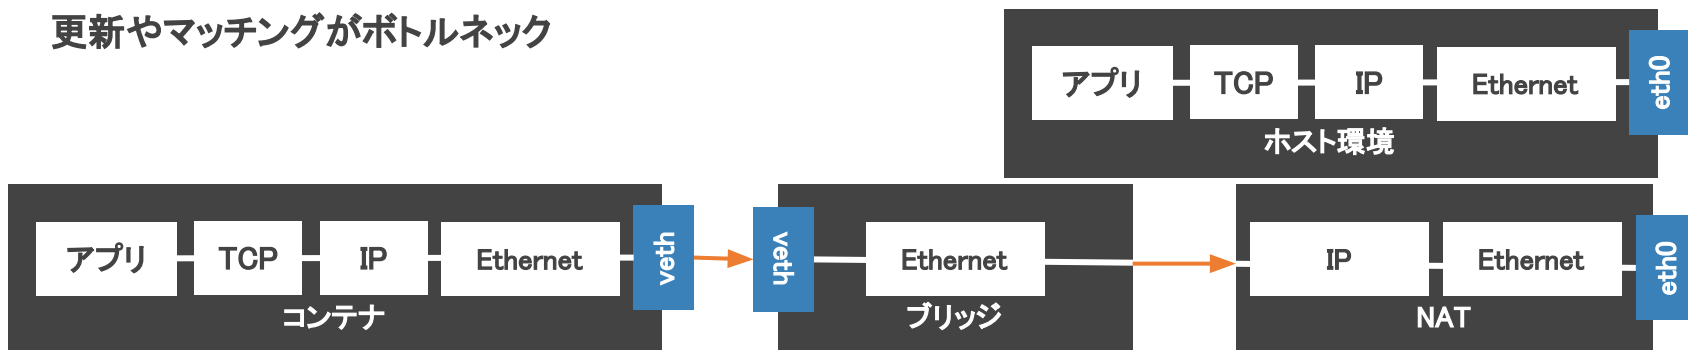 更新やマッチングがボトルネック
アプリ
TCP
IP
Ethernet
eth0
ホスト環境
アプリ
TCP
IP
Ethernet
veth
コンテナ
veth
Ethernet
ブリッジ
IP
Ethernet
eth0
NAT